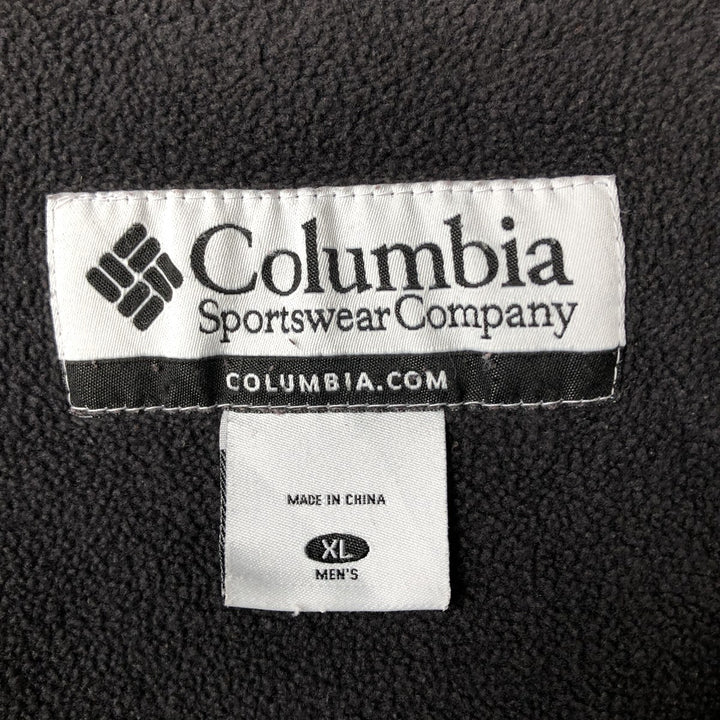 Columbia
Sportswear Company
COLUMBIA.COM
MADE IN CHINA
XL
MEN'S